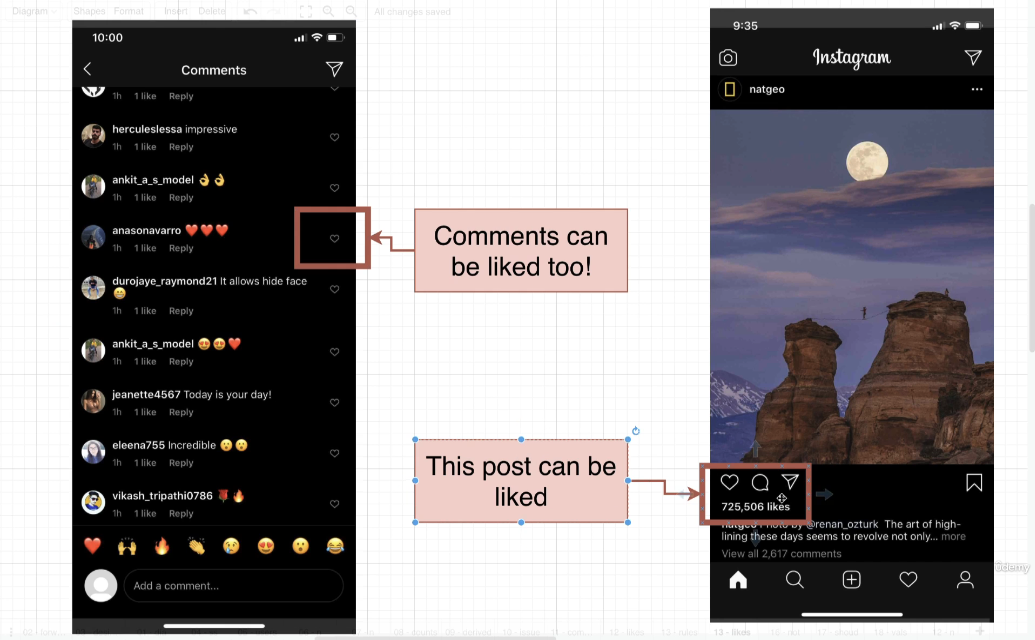 Diagram
Shapes
Format
Insert
Delete
All changes saved
10:00
Comments
1h 1 like Reply
herculeslessa impressive
1h 1 like Reply
ankit_a_s_model 👌👌
1h 1 like Reply
anasonavarro ❤️❤️❤️
1h 1 like Reply
durojaye_raymond21 It allows hide face
😁
1h 1 like Reply
ankit_a_s_model 😍😍❤️
1h 1 like Reply
jeanette4567 Today is your day!
1h 1 like Reply
eleena755 Incredible 😮😮
1h 1 like Reply
vikash_tripathi0786 🌹🔥
1h 1 like Reply
❤️ 🙌 🔥 👏 😢 😍 😮 😂
Add a comment...
Comments can
be liked too!
This post can be
liked
9:35
Instagram
natgeo
725,506 likes
natgeo Photo by @renan_ozturk The art of high-
lining these days seems to revolve not only... more
View all 2,617 comments
Udemy
13 - likes